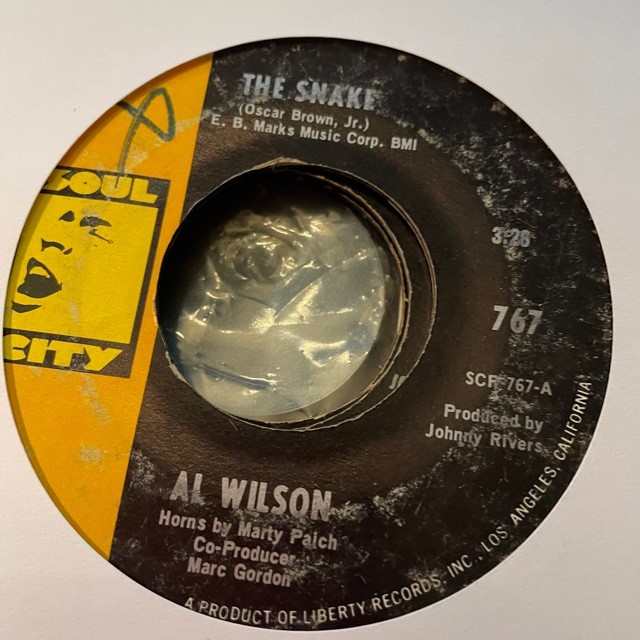 THE SNAKE
(Oscar Brown, Jr.)
E. B. Marks Music Corp. BMI
SOUL
CITY
3:28
767
SCR-767-A
Produced by
Johnny Rivers
AL WILSON
Horns by Marty Paich
Co-Producer
Marc Gordon
A PRODUCT OF LIBERTY RECORDS, INC., LOS ANGELES, CALIFORNIA